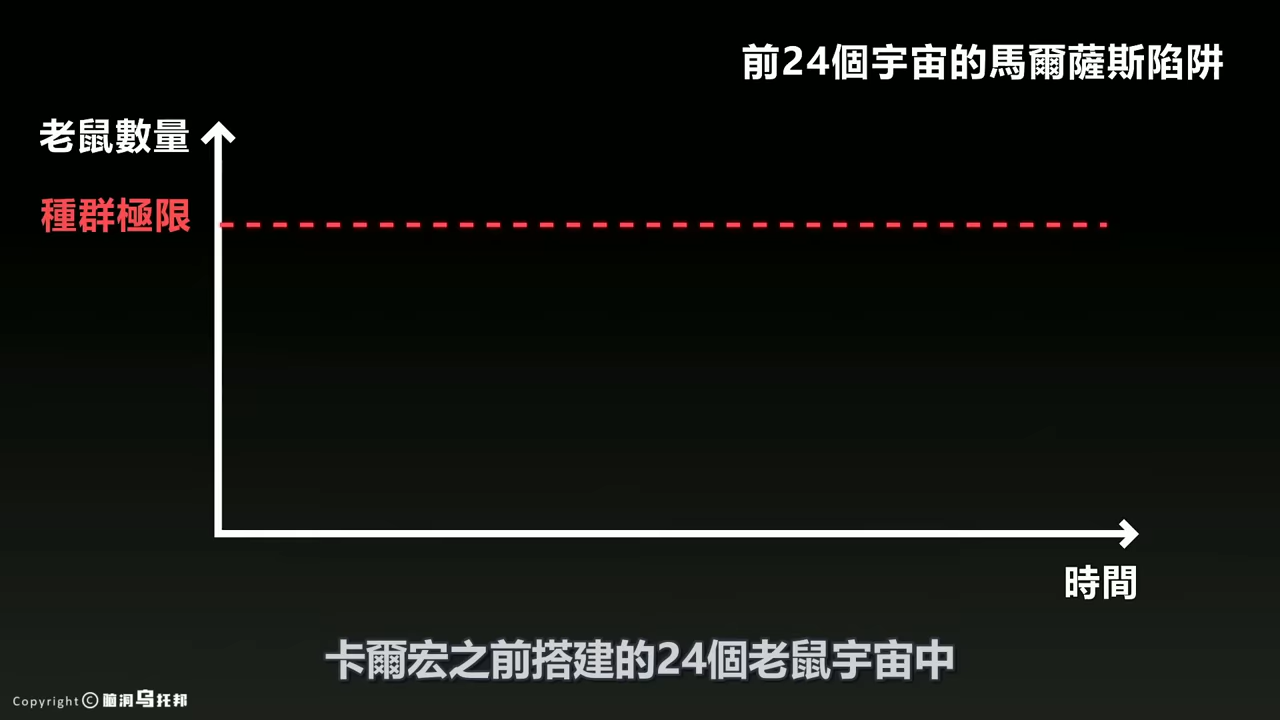 前24個宇宙的馬爾薩斯陷阱
老鼠數量
種群極限
時間
卡爾宏之前搭建的24個老鼠宇宙中
Copyright © 脑洞乌托邦